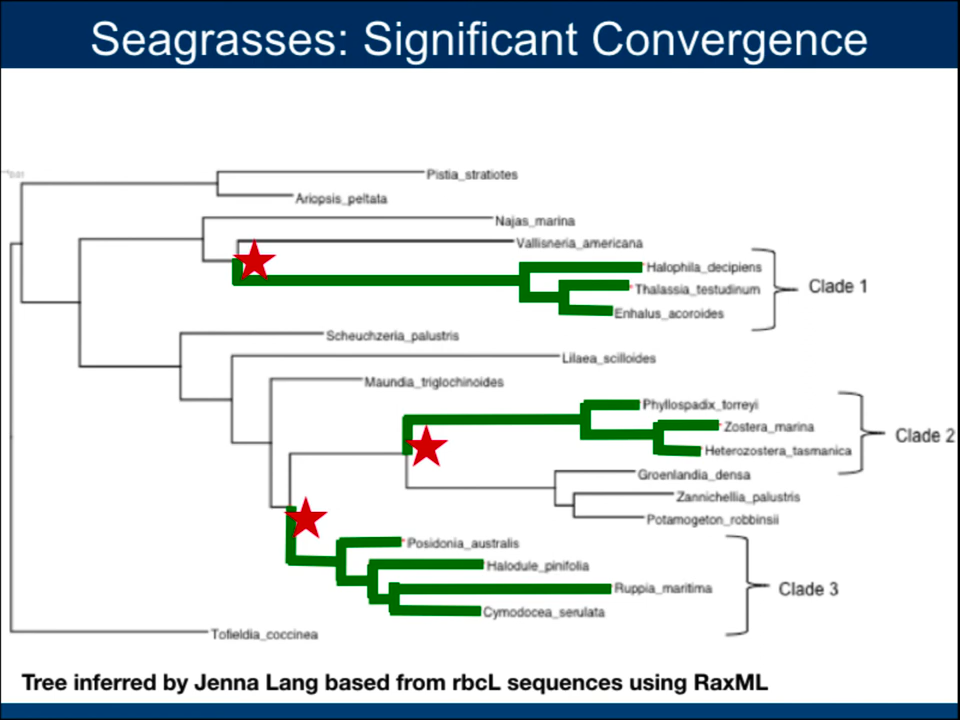 Seagrasses: Significant Convergence
Pistia_stratiotes
Ariopsis_peltata
Najas_marina
Vallisneria_americana
Halophila_decipiens
Thalassia_testudinum
Enhalus_acoroides
Clade 1
Scheuchzeria_palustris
Lilaea_scilloides
Maundia_triglochinoides
Phyllospadix_torreyi
Zostera_marina
Heterozostera_tasmanica
Clade 2
Groenlandia_densa
Zannichellia_palustris
Potamogeton_robbinsii
Posidonia_australis
Halodule_pinifolia
Ruppia_maritima
Cymodocea_serulata
Clade 3
Tofieldia_coccinea
Tree inferred by Jenna Lang based from rbcL sequences using RaxML